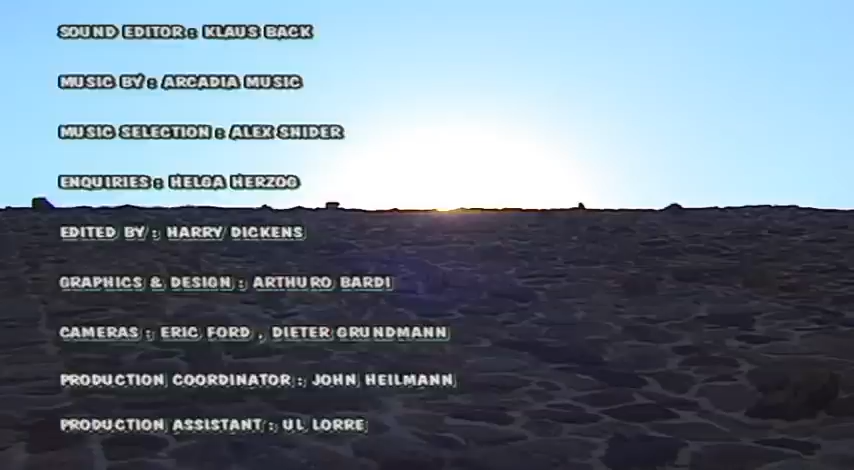 SOUND EDITOR : KLAUS BACK
MUSIC BY : ARCADIA MUSIC
MUSIC SELECTION : ALEX SNIDER
ENQUIRIES : HELGA HERZOG
EDITED BY : HARRY DICKENS
GRAPHICS & DESIGN : ARTHURO BARDI
CAMERAS : ERIC FORD , DIETER GRUNDMANN
PRODUCTION COORDINATOR : JOHN HEILMANN
PRODUCTION ASSISTANT : UL LORRE